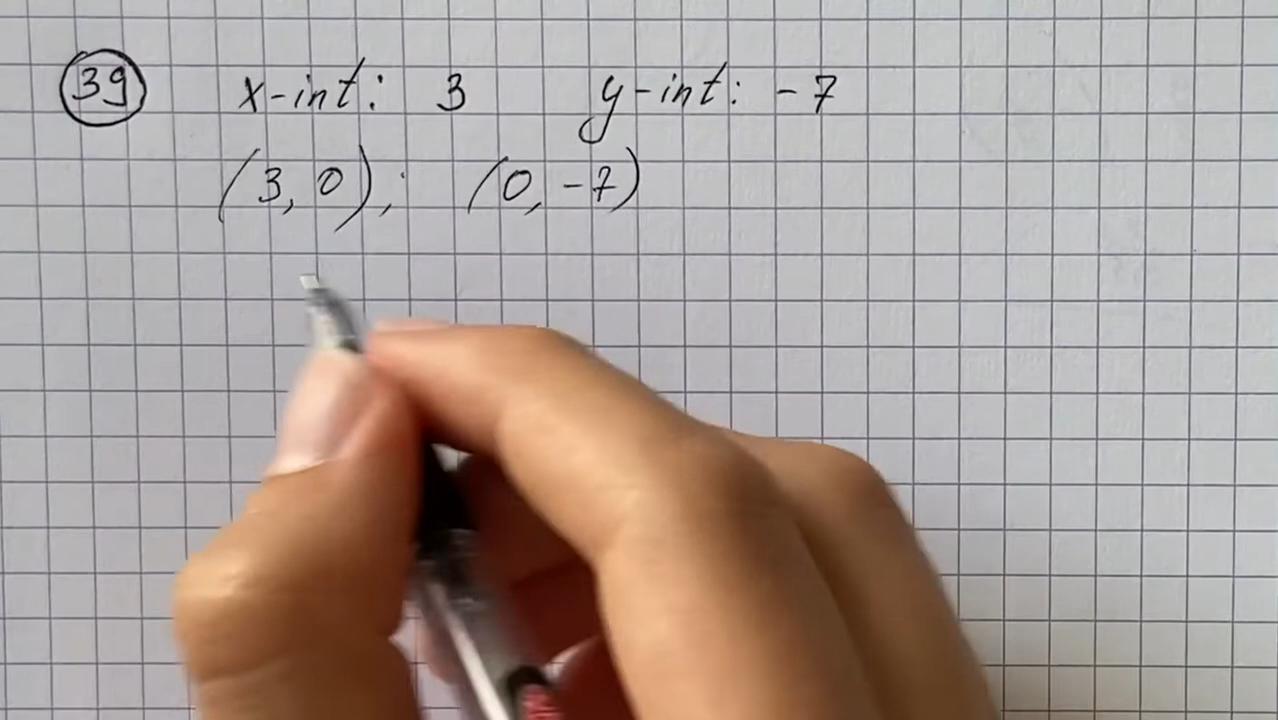 39 x-int: 3 y-int: -7
(3, 0); (0, -7)